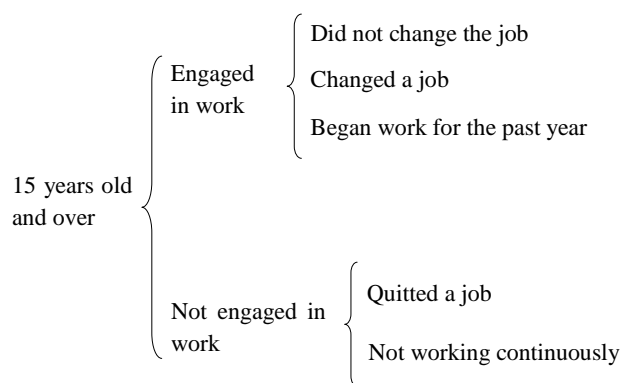 Did not change the job
Engaged
in work
Changed a job
Began work for the past year
15 years old
and over
Quitted a job
Not engaged in
work
Not working continuously